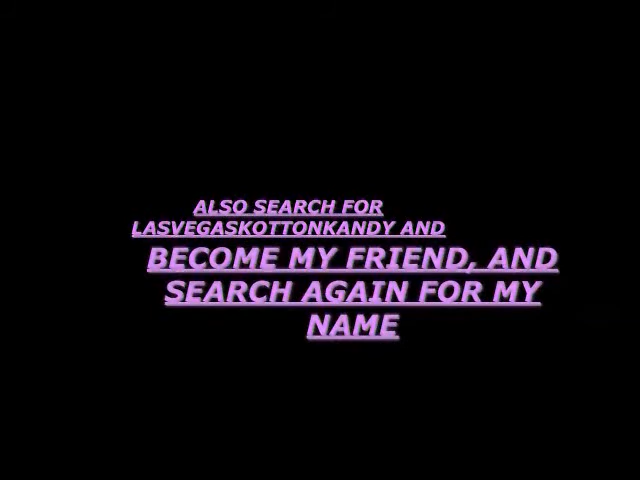 ALSO SEARCH FOR
LASVEGASKOTTONKANDY AND
BECOME MY FRIEND, AND
SEARCH AGAIN FOR MY
NAME